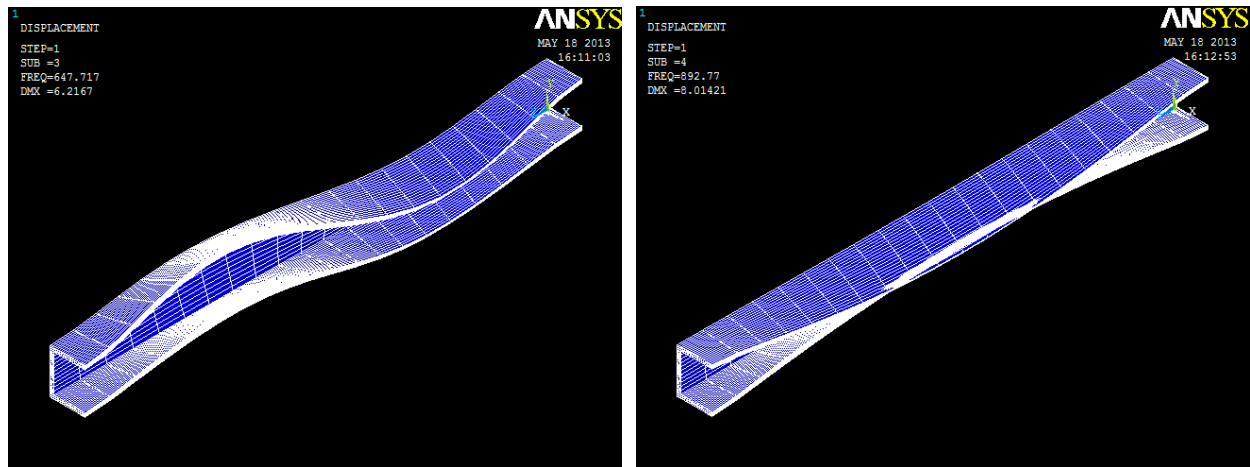 1
DISPLACEMENT
STEP=1
SUB =3
FREQ=647.717
DMX =6.2167
ANSYS
MAY 18 2013
16:11:03
Y
X
1
DISPLACEMENT
STEP=1
SUB =4
FREQ=892.77
DMX =8.01421
ANSYS
MAY 18 2013
16:12:53
Y
X